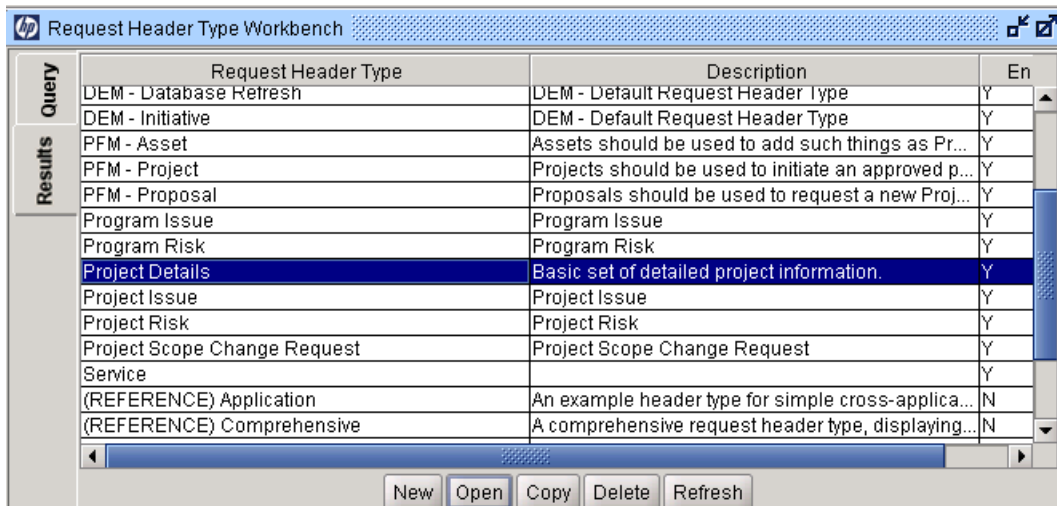 hp Request Header Type Workbench
Query
Results
Request Header Type Description En
DEM - Database Refresh DEM - Default Request Header Type Y
DEM - Initiative DEM - Default Request Header Type Y
PFM - Asset Assets should be used to add such things as Pr... Y
PFM - Project Projects should be used to initiate an approved p... Y
PFM - Proposal Proposals should be used to request a new Proj... Y
Program Issue Program Issue Y
Program Risk Program Risk Y
Project Details Basic set of detailed project information. Y
Project Issue Project Issue Y
Project Risk Project Risk Y
Project Scope Change Request Project Scope Change Request Y
Service Y
(REFERENCE) Application An example header type for simple cross-applica... N
(REFERENCE) Comprehensive A comprehensive request header type, displaying... N
New Open Copy Delete Refresh